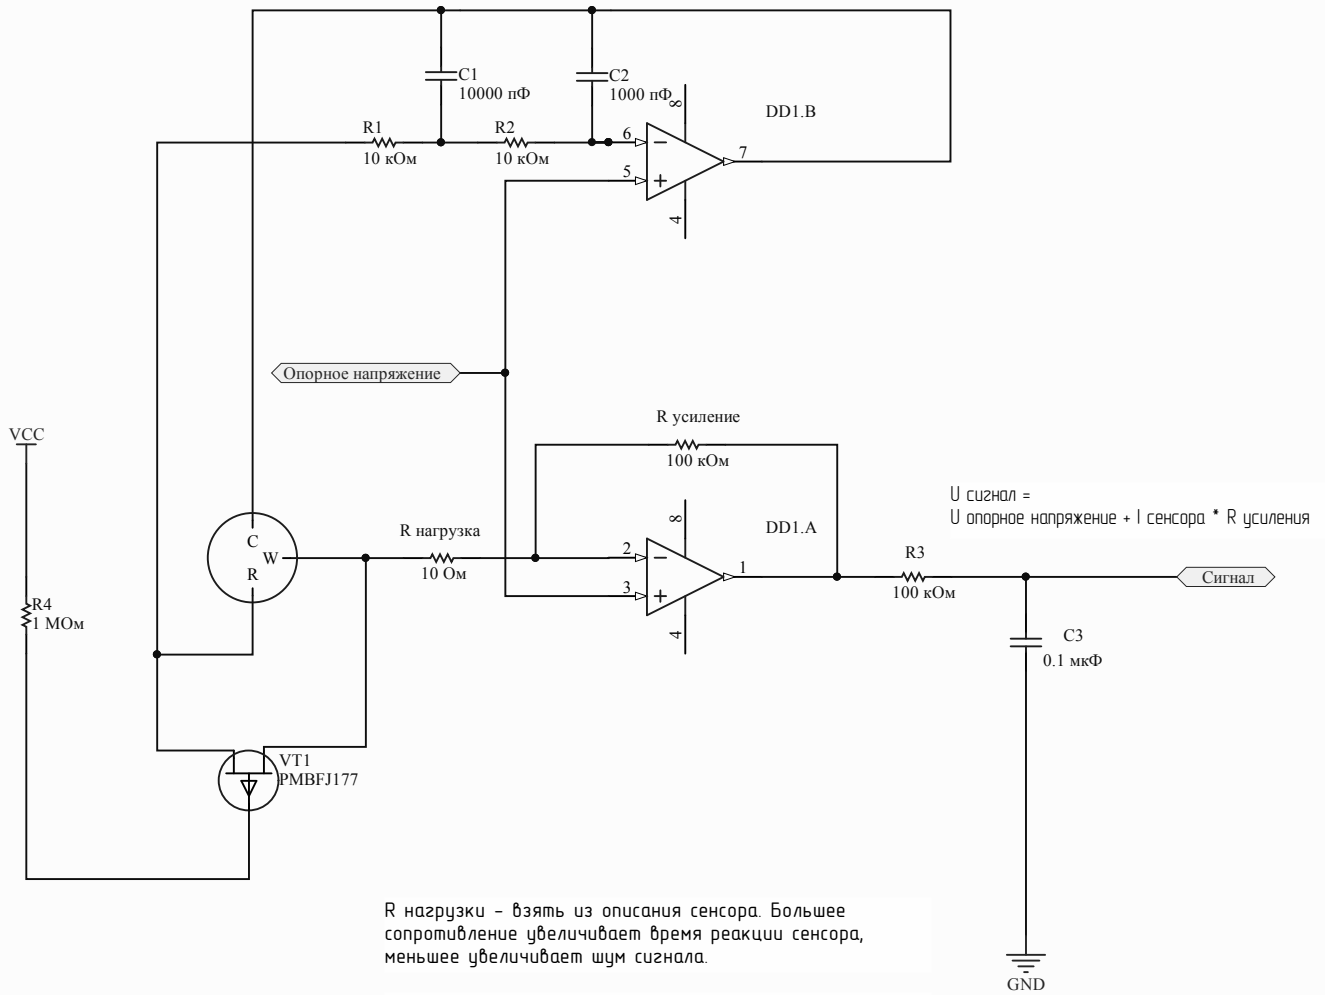 C1
10000 пФ
C2
1000 пФ
8
DD1.B
R1
10 кОм
R2
10 кОм
6
5
7
4
Опорное напряжение
VCC
R усиление
100 кОм
U сигнал =
U опорное напряжение + I сенсора * R усиления
C
W
R
R нагрузка
10 Ом
8
DD1.A
2
3
1
4
R3
100 кОм
Сигнал
R4
1 МОм
C3
0.1 мкФ
VT1
PMBFJ177
R нагрузки - взять из описания сенсора. Большее
сопротивление увеличивает время реакции сенсора,
меньшее увеличивает шум сигнала.
GND